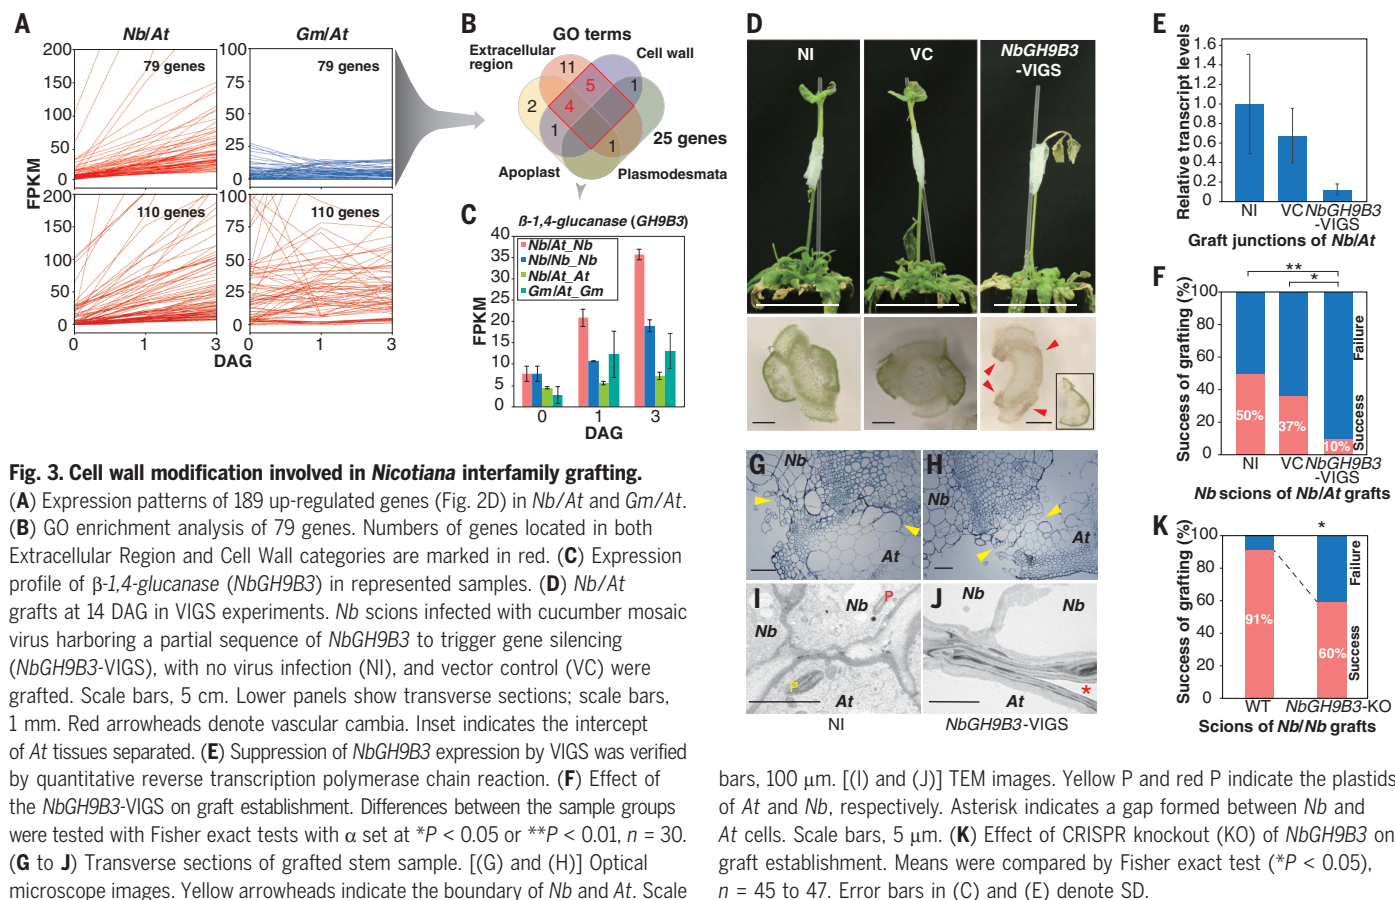 A
Nb/At
Gm/At
200
150
100
50
0
79 genes
100
75
50
25
0
79 genes
FPKM
200
150
100
50
0
110 genes
100
75
50
25
0
110 genes
0 1 3
0 1 3
DAG
B
GO terms
Extracellular
region
Cell wall
11
5
1
2
4
1
1
25 genes
Apoplast
Plasmodesmata
C
ß-1,4-glucanase (GH9B3)
40
35
30
25
20
15
10
5
0
FPKM
Nb/At_Nb
Nb/Nb_Nb
Nb/At_At
Gm/At_Gm
0 1 3
DAG
D
NI
VC
NbGH9B3
-VIGS
E
Relative transcript levels
1.6
1.4
1.2
1.0
0.8
0.6
0.4
0.2
0
NI VC NbGH9B3
-VIGS
Graft junctions of Nb/At
F
**
*
Success of grafting (%)
100
80
60
40
20
0
50%
37%
10%
Failure
Success
NI VC NbGH9B3
-VIGS
Nb scions of Nb/At grafts
G
Nb
At
H
Nb
At
I
Nb
P
Nb
P
At
NI
J
Nb
Nb
At
*
NbGH9B3-VIGS
K
*
Success of grafting (%)
100
80
60
40
20
0
91%
60%
Failure
Success
WT NbGH9B3-KO
Scions of Nb/Nb grafts
Fig. 3. Cell wall modification involved in Nicotiana interfamily grafting.
(A) Expression patterns of 189 up-regulated genes (Fig. 2D) in Nb/At and Gm/At.
(B) GO enrichment analysis of 79 genes. Numbers of genes located in both
Extracellular Region and Cell Wall categories are marked in red. (C) Expression
profile of β-1,4-glucanase (NbGH9B3) in represented samples. (D) Nb/At
grafts at 14 DAG in VIGS experiments. Nb scions infected with cucumber mosaic
virus harboring a partial sequence of NbGH9B3 to trigger gene silencing
(NbGH9B3-VIGS), with no virus infection (NI), and vector control (VC) were
grafted. Scale bars, 5 cm. Lower panels show transverse sections; scale bars,
1 mm. Red arrowheads denote vascular cambia. Inset indicates the intercept
of At tissues separated. (E) Suppression of NbGH9B3 expression by VIGS was verified
by quantitative reverse transcription polymerase chain reaction. (F) Effect of
the NbGH9B3-VIGS on graft establishment. Differences between the sample groups
were tested with Fisher exact tests with α set at *P < 0.05 or **P < 0.01, n = 30.
(G to J) Transverse sections of grafted stem sample. [(G) and (H)] Optical
microscope images. Yellow arrowheads indicate the boundary of Nb and At. Scale
bars, 100 μm. [(I) and (J)] TEM images. Yellow P and red P indicate the plastids
of At and Nb, respectively. Asterisk indicates a gap formed between Nb and
At cells. Scale bars, 5 μm. (K) Effect of CRISPR knockout (KO) of NbGH9B3 on
graft establishment. Means were compared by Fisher exact test (*P < 0.05),
n = 45 to 47. Error bars in (C) and (E) denote SD.